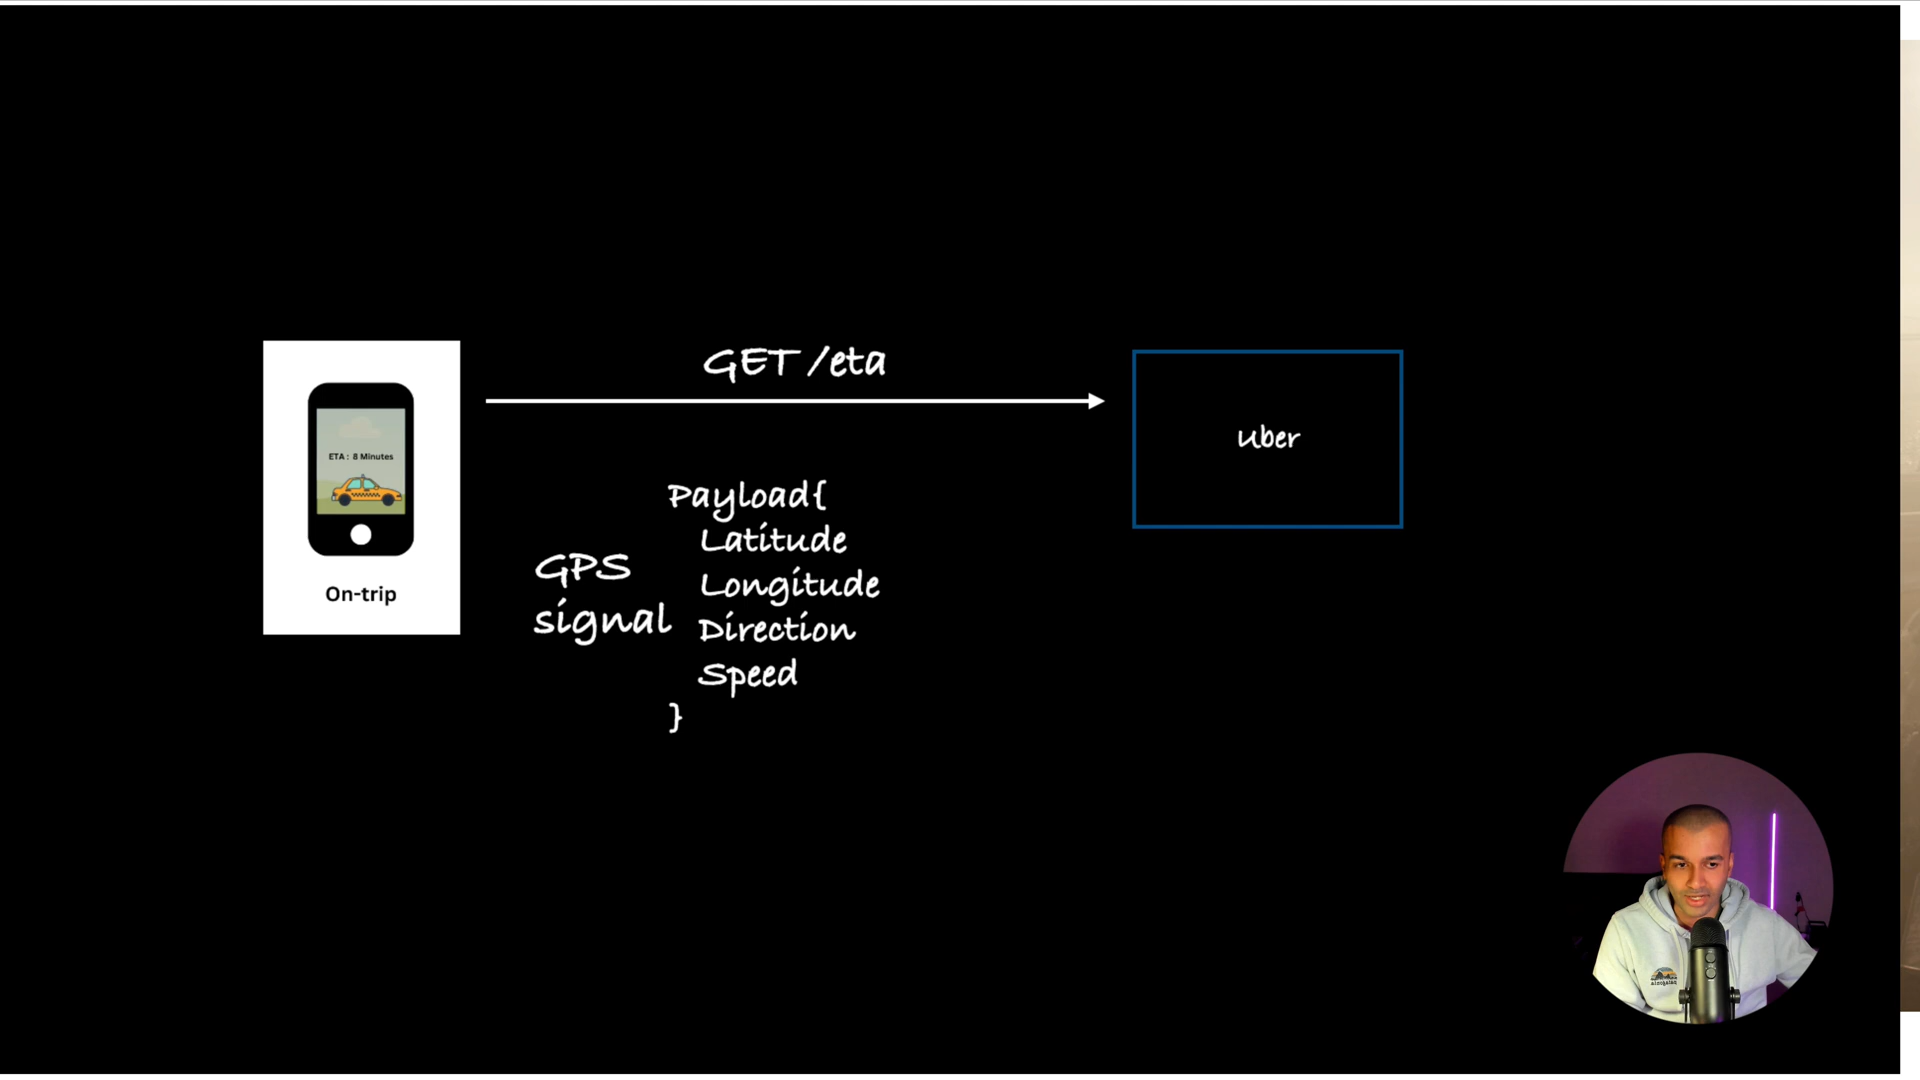 GET /eta
ETA : 8 Minutes
On-trip
Uber
GPS
signal
Payload{
Latitude
Longitude
Direction
Speed
}